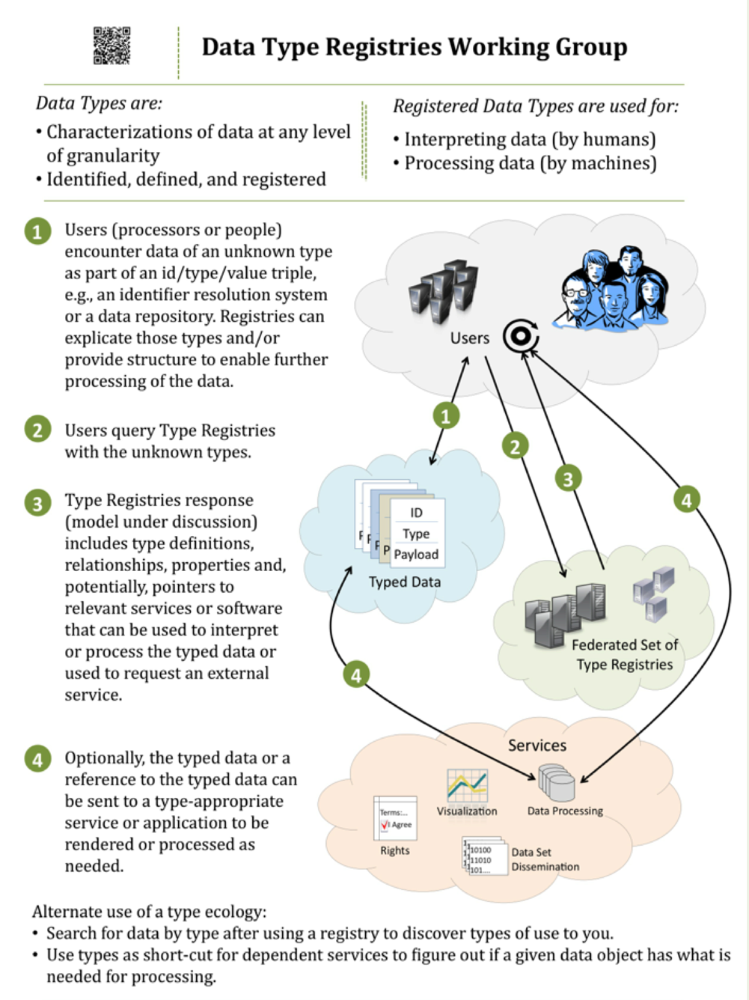 Data Type Registries Working Group
Data Types are:
• Characterizations of data at any level
of granularity
• Identified, defined, and registered
Registered Data Types are used for:
• Interpreting data (by humans)
• Processing data (by machines)
1
Users (processors or people)
encounter data of an unknown type
as part of an id/type/value triple,
e.g., an identifier resolution system
or a data repository. Registries can
explicate those types and/or
provide structure to enable further
processing of the data.
2
Users query Type Registries
with the unknown types.
3
Type Registries response
(model under discussion)
includes type definitions,
relationships, properties and,
potentially, pointers to
relevant services or software
that can be used to interpret
or process the typed data or
used to request an external
service.
4
Optionally, the typed data or a
reference to the typed data can
be sent to a type-appropriate
service or application to be
rendered or processed as
needed.
Users
1
2
3
4
ID
Type
Payload
P
Typed Data
Federated Set of
Type Registries
4
Services
Visualization
Data Processing
Terms:...
I Agree
Rights
10100
11010
101....
Data Set
Dissemination
Alternate use of a type ecology:
• Search for data by type after using a registry to discover types of use to you.
• Use types as short-cut for dependent services to figure out if a given data object has what is
needed for processing.